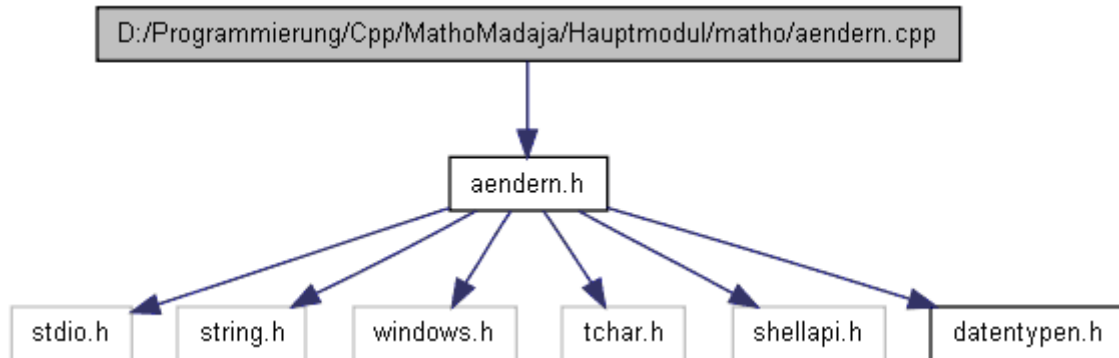 D:/Programmierung/Cpp/MathoMadaja/Hauptmodul/matho/aendern.cpp
aendern.h
stdio.h
string.h
windows.h
tchar.h
shellapi.h
datentypen.h